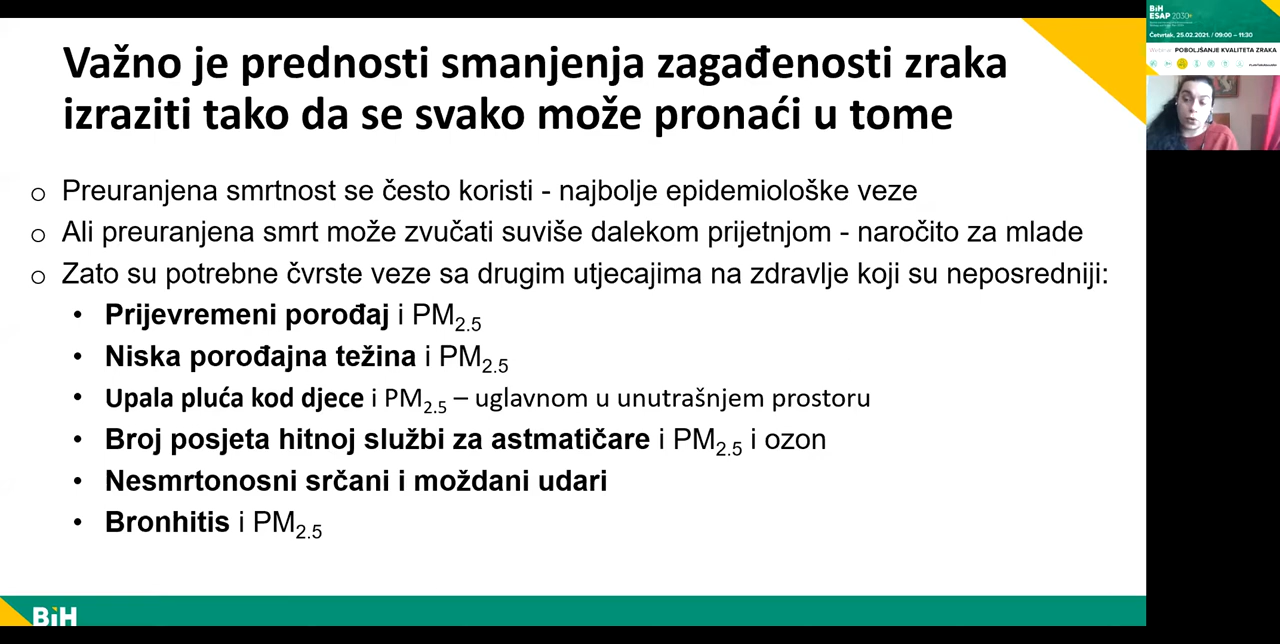 Važno je prednosti smanjenja zagađenosti zraka
izraziti tako da se svako može pronaći u tome
o Preuranjena smrtnost se često koristi - najbolje epidemiološke veze
o Ali preuranjena smrt može zvučati suviše dalekom prijetnjom - naročito za mlade
o Zato su potrebne čvrste veze sa drugim utjecajima na zdravlje koji su neposredniji:
• Prijevremeni porođaj i PM2.5
• Niska porođajna težina i PM2.5
• Upala pluća kod djece i PM2.5 – uglavnom u unutrašnjem prostoru
• Broj posjeta hitnoj službi za astmatičare i PM2.5 i ozon
• Nesmrtonosni srčani i moždani udari
• Bronhitis i PM2.5
BiH
BiH
ESAP 2030+
Četvrtak, 25.02.2021. / 09:00 – 11:30
Webinar: POBOLJŠANJE KVALITETA ZRAKA